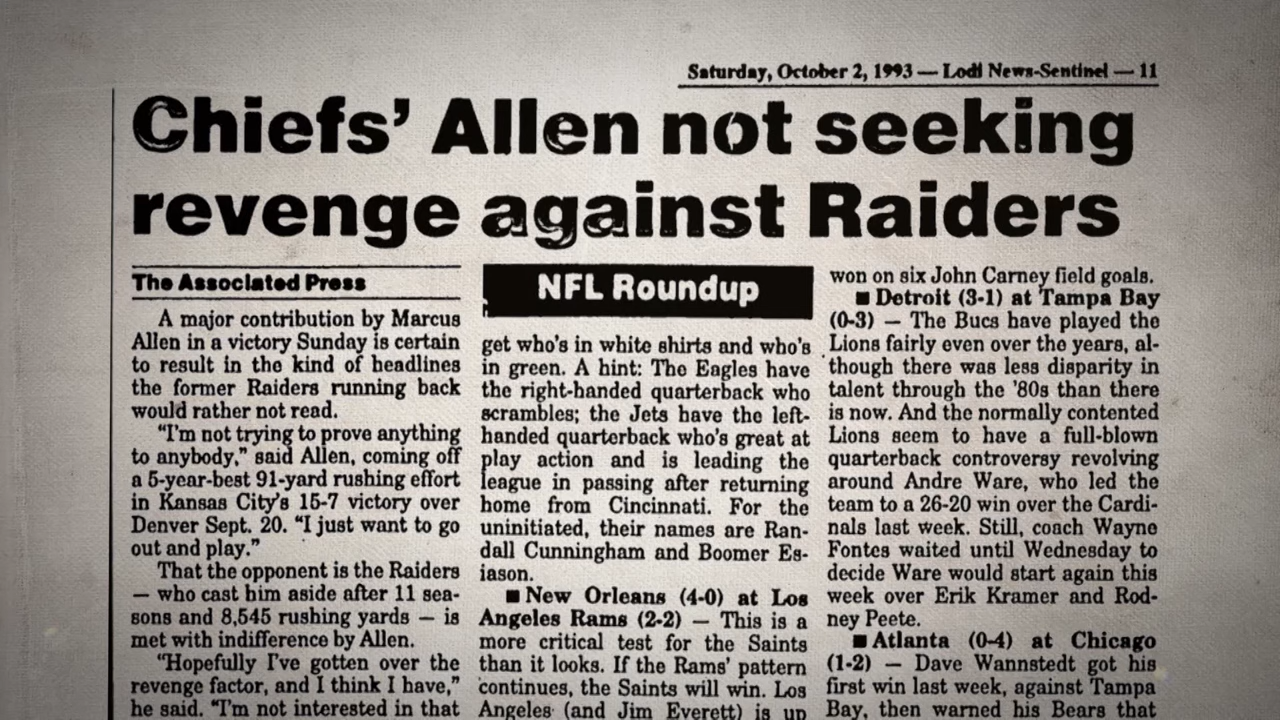 Saturday, October 2, 1993 — Lodi News-Sentinel — 11
Chiefs' Allen not seeking
revenge against Raiders
The Associated Press
A major contribution by Marcus
Allen in a victory Sunday is certain
to result in the kind of headlines
the former Raiders running back
would rather not read.
"I'm not trying to prove anything
to anybody," said Allen, coming off
a 5-year-best 91-yard rushing effort
in Kansas City's 15-7 victory over
Denver Sept. 20. "I just want to go
out and play."
That the opponent is the Raiders
— who cast him aside after 11 sea-
sons and 8,545 rushing yards — is
met with indifference by Allen.
"Hopefully I've gotten over the
revenge factor, and I think I have,"
he said. "I'm not interested in that
NFL Roundup
get who's in white shirts and who's
in green. A hint: The Eagles have
the right-handed quarterback who
scrambles; the Jets have the left-
handed quarterback who's great at
play action and is leading the
league in passing after returning
home from Cincinnati. For the
uninitiated, their names are Ran-
dall Cunningham and Boomer Es-
iason.
■ New Orleans (4-0) at Los
Angeles Rams (2-2) — This is a
more critical test for the Saints
than it looks. If the Rams' pattern
continues, the Saints will win. Los
Angeles (and Jim Everett) is up
won on six John Carney field goals.
■ Detroit (3-1) at Tampa Bay
(0-3) — The Bucs have played the
Lions fairly even over the years, al-
though there was less disparity in
talent through the '80s than there
is now. And the normally contented
Lions seem to have a full-blown
quarterback controversy revolving
around Andre Ware, who led the
team to a 26-20 win over the Cardi-
nals last week. Still, coach Wayne
Fontes waited until Wednesday to
decide Ware would start again this
week over Erik Kramer and Rod-
ney Peete.
■ Atlanta (0-4) at Chicago
(1-2) — Dave Wannstedt got his
first win last week, against Tampa
Bay, then warned his Bears that